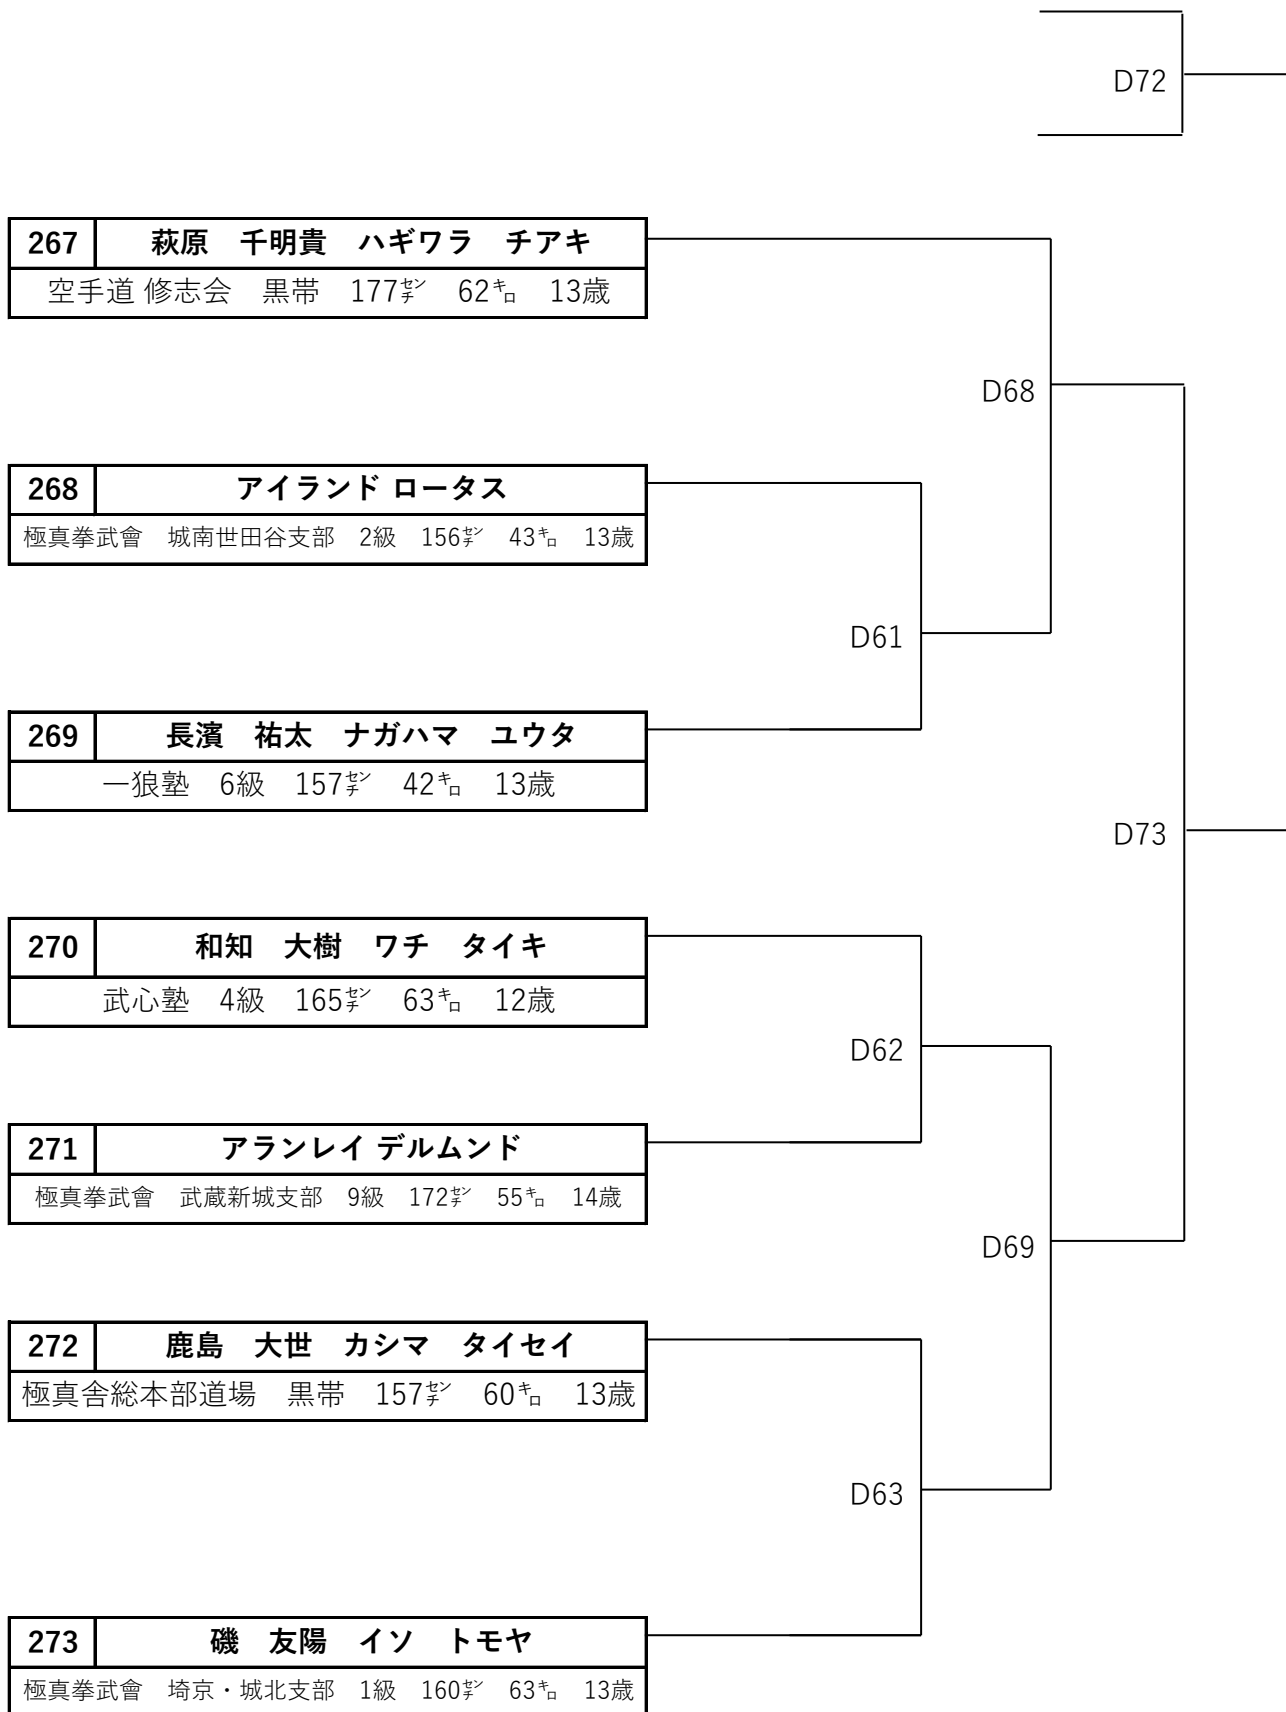 D72
267 萩原　千明貴　ハギワラ　チアキ
空手道 修志会　黒帯　177㌢　62㌔　13歳
D68
268 アイランド ロータス
極真拳武會　城南世田谷支部　2級　156㌢　43㌔　13歳
D61
269 長濱　祐太　ナガハマ　ユウタ
一狼塾　6級　157㌢　42㌔　13歳
D73
270 和知　大樹　ワチ　タイキ
武心塾　4級　165㌢　63㌔　12歳
D62
271 アランレイ デルムンド
極真拳武會　武蔵新城支部　9級　172㌢　55㌔　14歳
D69
272 鹿島　大世　カシマ　タイセイ
極真舎総本部道場　黒帯　157㌢　60㌔　13歳
D63
273 磯　友陽　イソ　トモヤ
極真拳武會　埼京・城北支部　1級　160㌢　63㌔　13歳